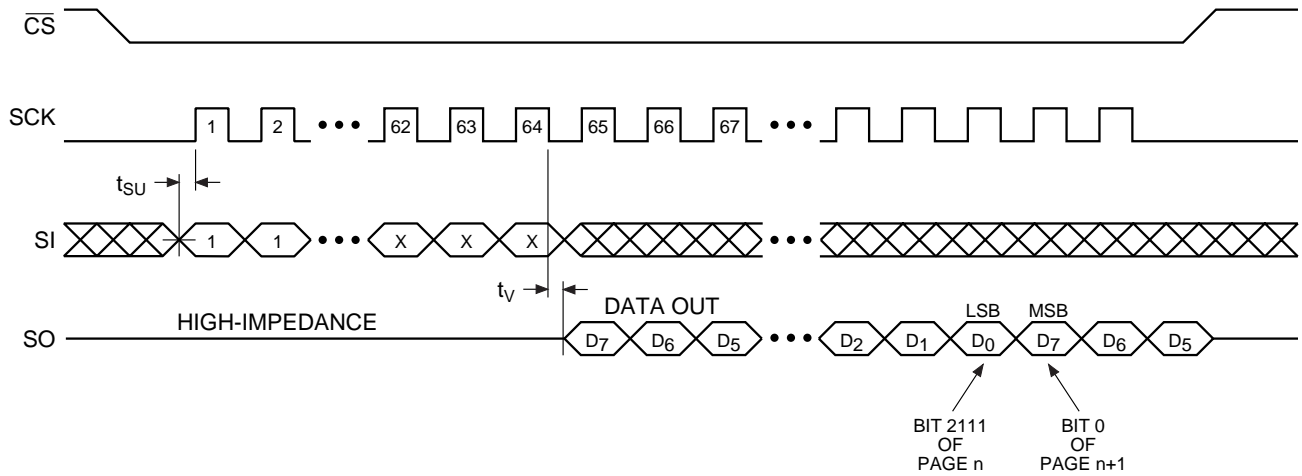 CS
SCK
1 2 ••• 62 63 64 65 66 67 •••
tSU
SI
1 1 ••• X X X •••
tV
DATA OUT
HIGH-IMPEDANCE
LSB MSB
SO
D7 D6 D5 ••• D2 D1 D0 D7 D6 D5
BIT 2111
OF
PAGE n
BIT 0
OF
PAGE n+1